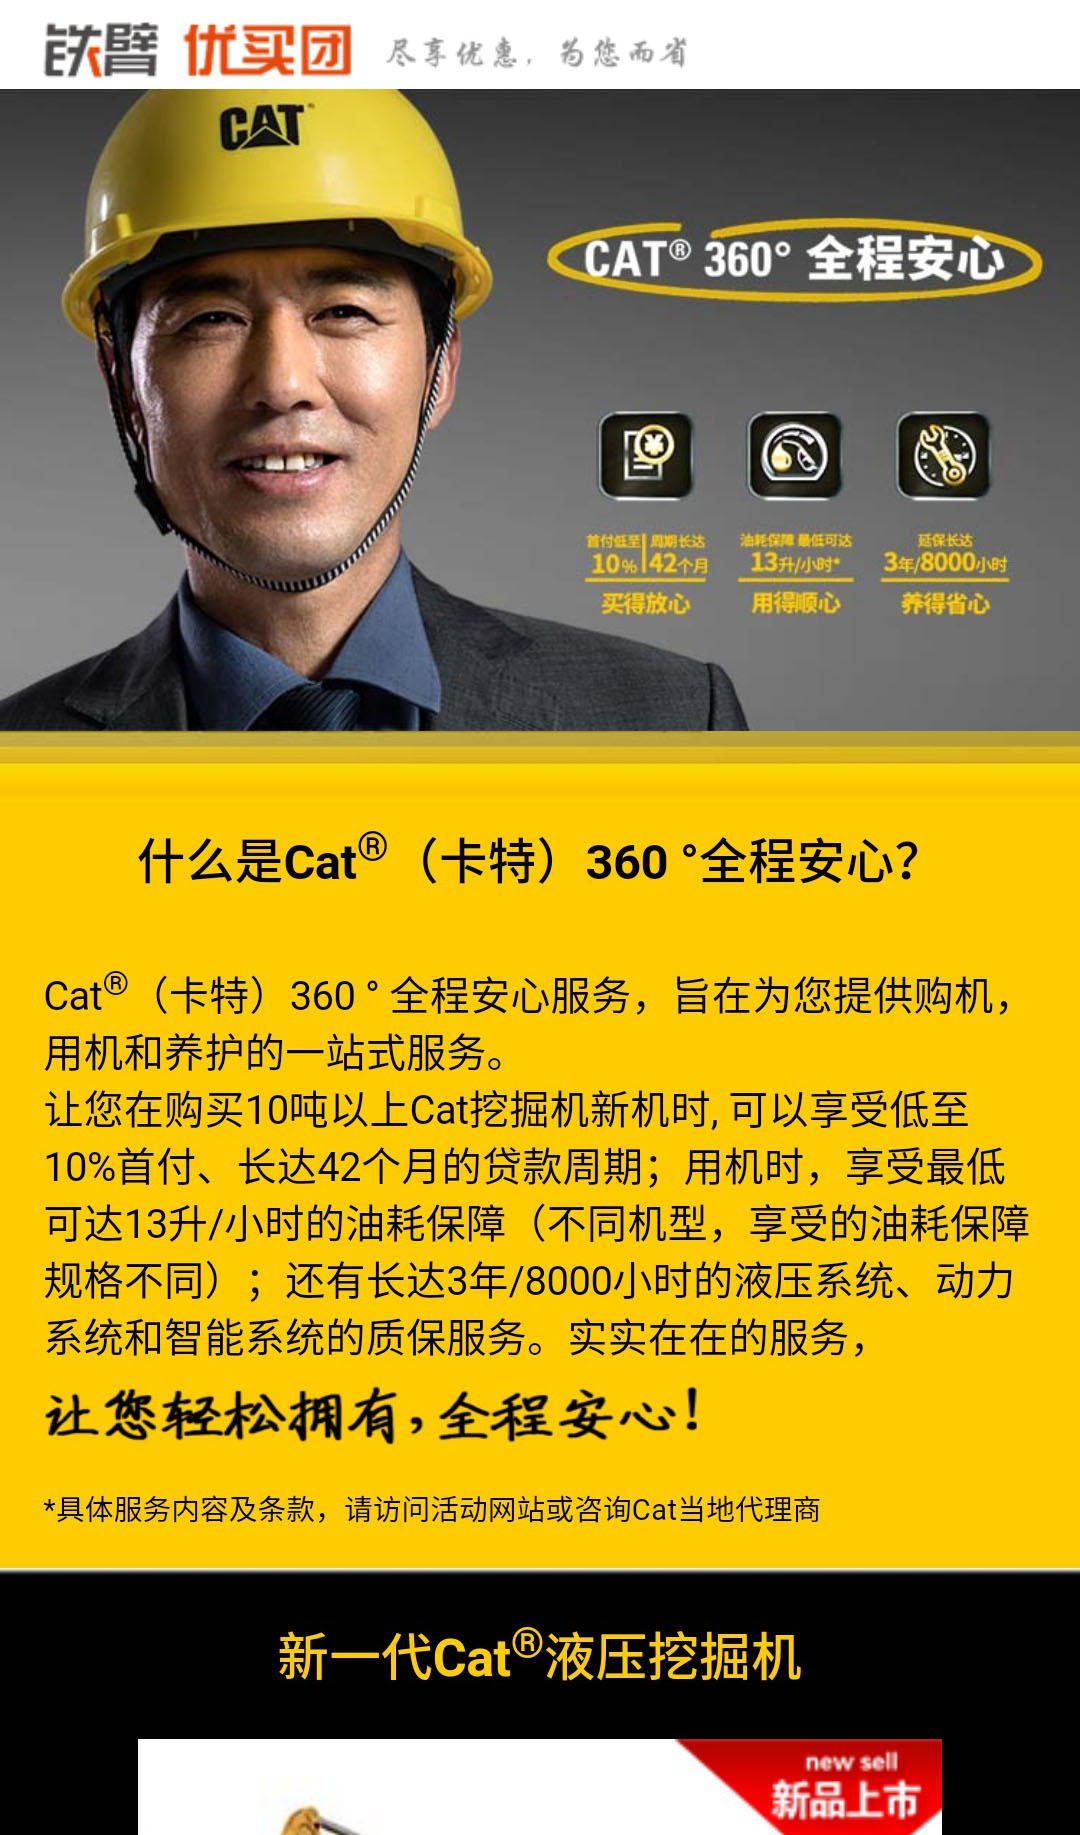 铁臂 优买团 尽享优惠，为您而省
CAT®
CAT® 360° 全程安心
首付低至 周期长达 油耗保障 最低可达 延保长达
10% 42个月 13升/小时* 3年/8000小时
买得放心 用得顺心 养得省心
什么是Cat®（卡特）360 °全程安心？
Cat®（卡特）360 ° 全程安心服务，旨在为您提供购机，
用机和养护的一站式服务。
让您在购买10吨以上Cat挖掘机新机时, 可以享受低至
10%首付、长达42个月的贷款周期；用机时，享受最低
可达13升/小时的油耗保障（不同机型，享受的油耗保障
规格不同）；还有长达3年/8000小时的液压系统、动力
系统和智能系统的质保服务。实实在在的服务，
让您轻松拥有，全程安心！
*具体服务内容及条款，请访问活动网站或咨询Cat当地代理商
新一代Cat®液压挖掘机
new sell
新品上市